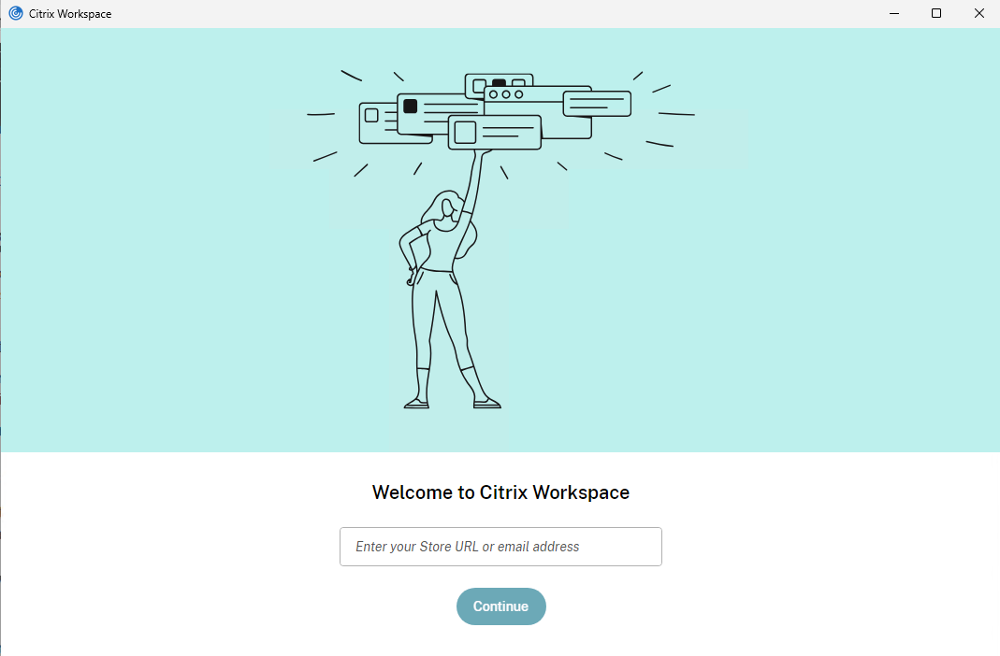 Citrix Workspace
Welcome to Citrix Workspace
Enter your Store URL or email address
Continue